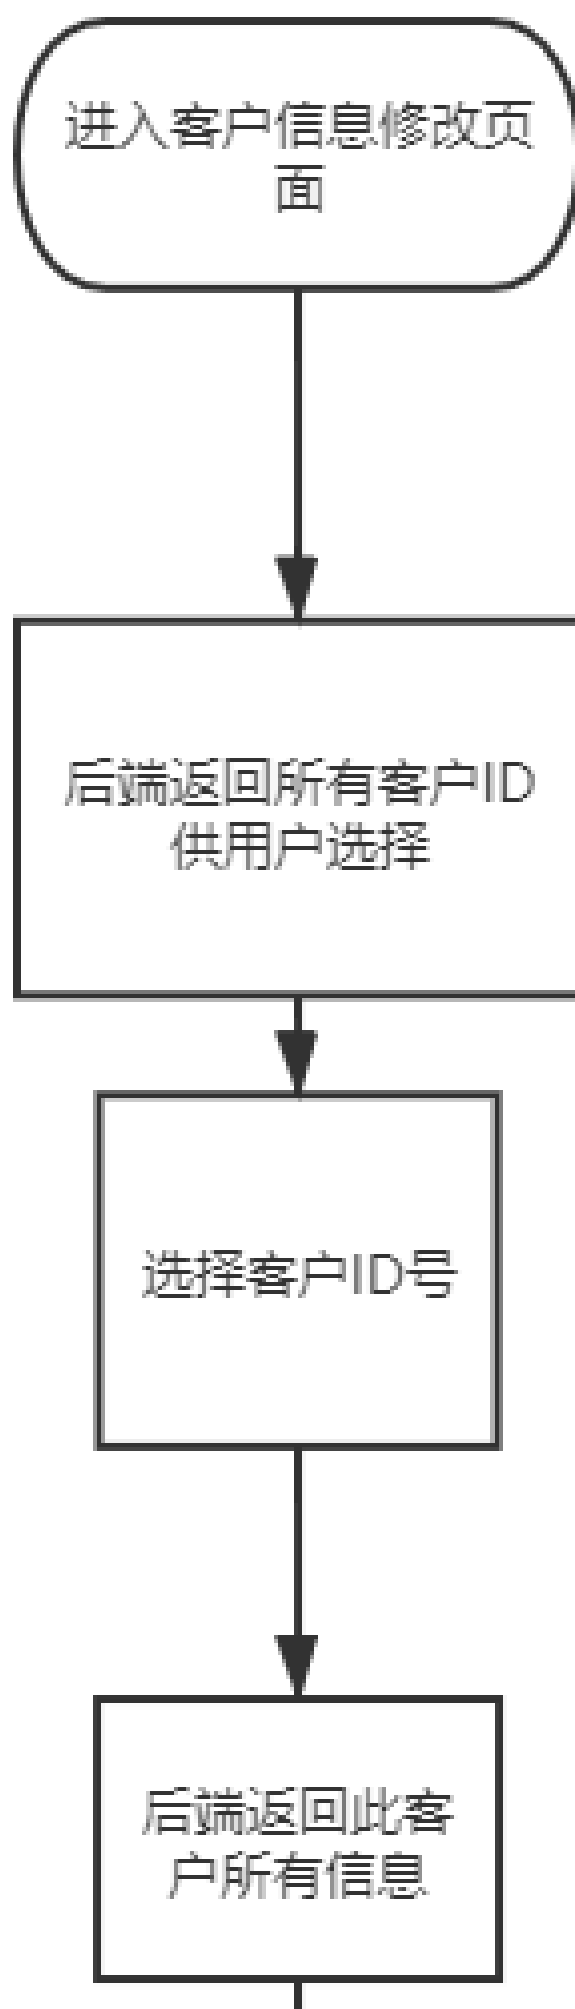 进入客户信息修改页
面
后端返回所有客户ID
供用户选择
选择客户ID号
后端返回此客
户所有信息